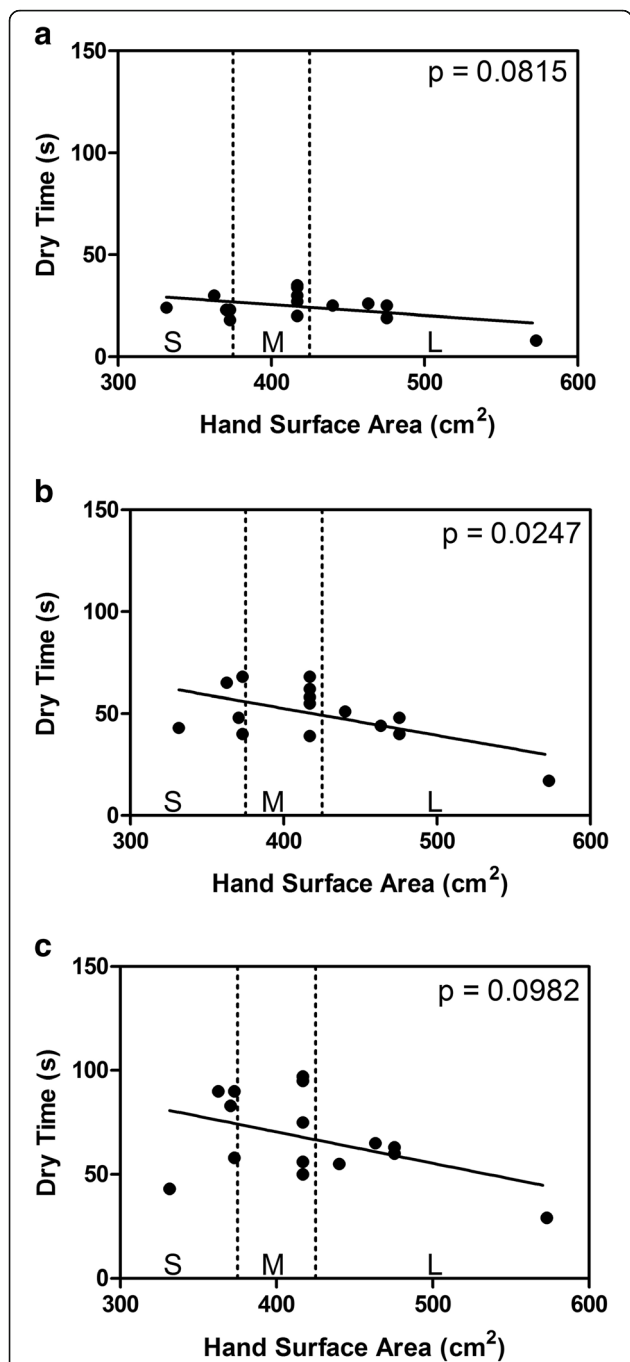 a
150
p = 0.0815
100
Dry Time (s)
50
0
S M L
300 400 500 600
Hand Surface Area (cm²)
b
150
p = 0.0247
100
Dry Time (s)
50
0
S M L
300 400 500 600
Hand Surface Area (cm²)
c
150
p = 0.0982
100
Dry Time (s)
50
0
S M L
300 400 500 600
Hand Surface Area (cm²)